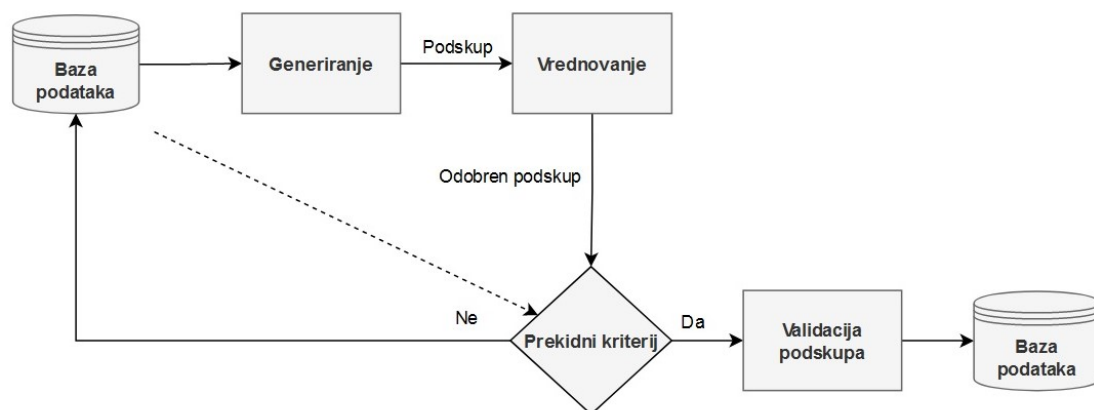 Baza
podataka
Generiranje
Podskup
Vrednovanje
Odobren podskup
Ne
Prekidni kriterij
Da
Validacija
podskupa
Baza
podataka